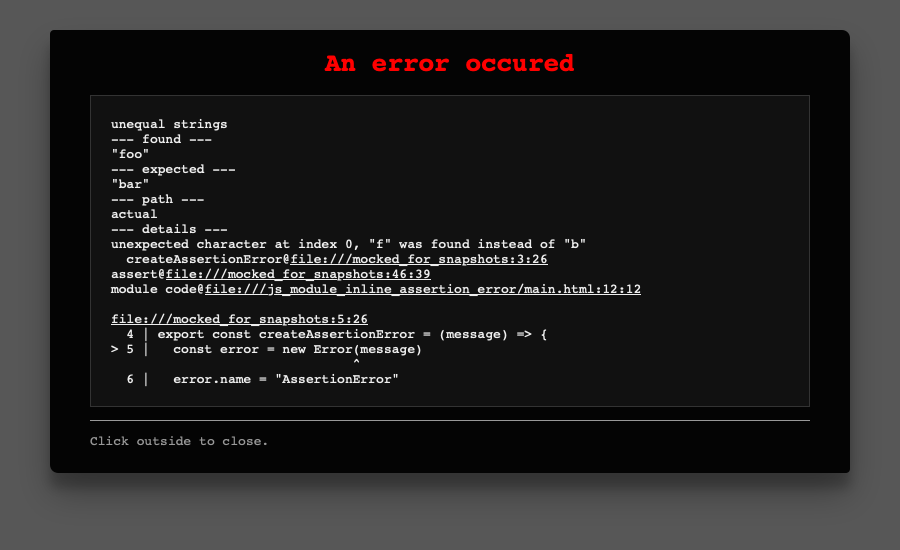 An error occured
unequal strings
--- found ---
"foo"
--- expected ---
"bar"
--- path ---
actual
--- details ---
unexpected character at index 0, "f" was found instead of "b"
  createAssertionError@file:///mocked_for_snapshots:3:26
assert@file:///mocked_for_snapshots:46:39
module code@file:///js_module_inline_assertion_error/main.html:12:12

file:///mocked_for_snapshots:5:26
  4 | export const createAssertionError = (message) => {
> 5 |   const error = new Error(message)
                               ^
  6 |   error.name = "AssertionError"
Click outside to close.